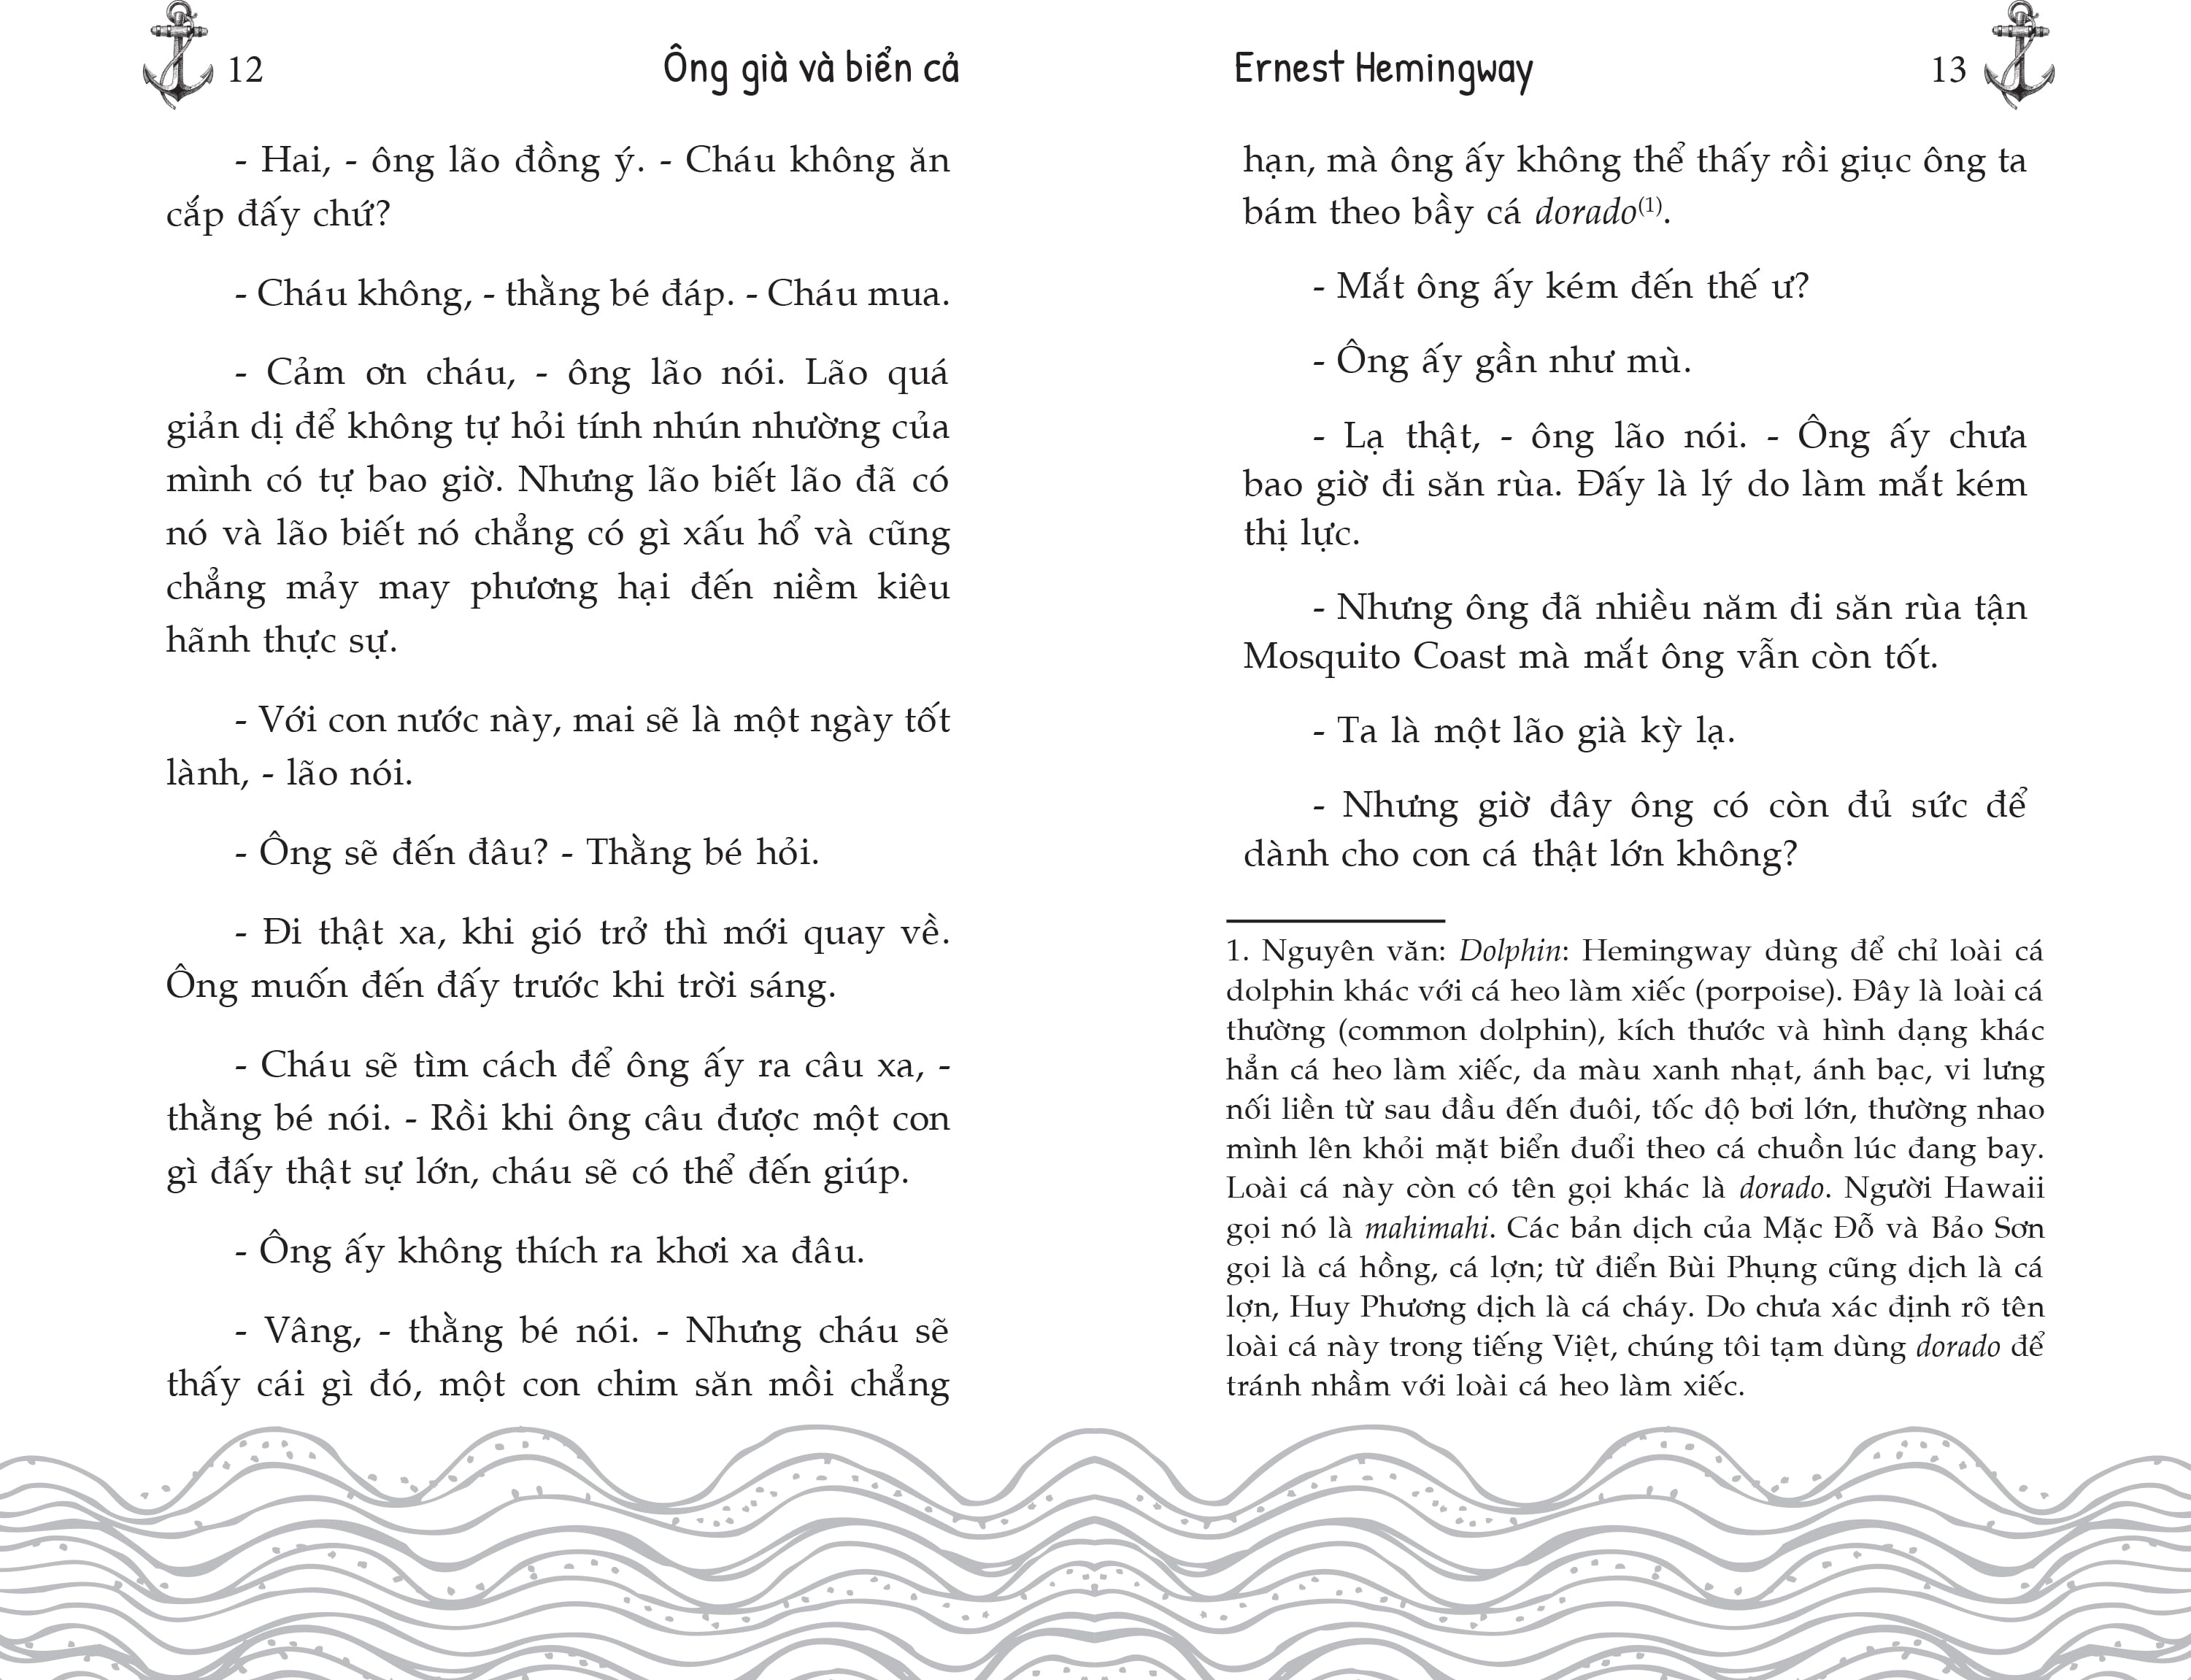 12
Ông già và biển cả
- Hai, - ông lão đồng ý. - Cháu không ăn
cắp đấy chứ?
- Cháu không, - thằng bé đáp. - Cháu mua.
- Cảm ơn cháu, - ông lão nói. Lão quá
giản dị để không tự hỏi tính nhún nhường của
mình có tự bao giờ. Nhưng lão biết lão đã có
nó và lão biết nó chẳng có gì xấu hổ và cũng
chẳng mảy may phương hại đến niềm kiêu
hãnh thực sự.
- Với con nước này, mai sẽ là một ngày tốt
lành, - lão nói.
- Ông sẽ đến đâu? - Thằng bé hỏi.
- Đi thật xa, khi gió trở thì mới quay về.
Ông muốn đến đấy trước khi trời sáng.
- Cháu sẽ tìm cách để ông ấy ra câu xa, -
thằng bé nói. - Rồi khi ông câu được một con
gì đấy thật sự lớn, cháu sẽ có thể đến giúp.
- Ông ấy không thích ra khơi xa đâu.
- Vâng, - thằng bé nói. - Nhưng cháu sẽ
thấy cái gì đó, một con chim săn mồi chẳng
Ernest Hemingway
13
hạn, mà ông ấy không thể thấy rồi giục ông ta
bám theo bầy cá dorado(1).
- Mắt ông ấy kém đến thế ư?
- Ông ấy gần như mù.
- Lạ thật, - ông lão nói. - Ông ấy chưa
bao giờ đi săn rùa. Đấy là lý do làm mắt kém
thị lực.
- Nhưng ông đã nhiều năm đi săn rùa tận
Mosquito Coast mà mắt ông vẫn còn tốt.
- Ta là một lão già kỳ lạ.
- Nhưng giờ đây ông có còn đủ sức để
dành cho con cá thật lớn không?
1. Nguyên văn: Dolphin: Hemingway dùng để chỉ loài cá
dolphin khác với cá heo làm xiếc (porpoise). Đây là loài cá
thường (common dolphin), kích thước và hình dạng khác
hẳn cá heo làm xiếc, da màu xanh nhạt, ánh bạc, vi lưng
nối liền từ sau đầu đến đuôi, tốc độ bơi lớn, thường nhao
mình lên khỏi mặt biển đuổi theo cá chuồn lúc đang bay.
Loài cá này còn có tên gọi khác là dorado. Người Hawaii
gọi nó là mahimahi. Các bản dịch của Mặc Đỗ và Bảo Sơn
gọi là cá hồng, cá lợn; từ điển Bùi Phụng cũng dịch là cá
lợn, Huy Phương dịch là cá cháy. Do chưa xác định rõ tên
loài cá này trong tiếng Việt, chúng tôi tạm dùng dorado để
tránh nhầm với loài cá heo làm xiếc.